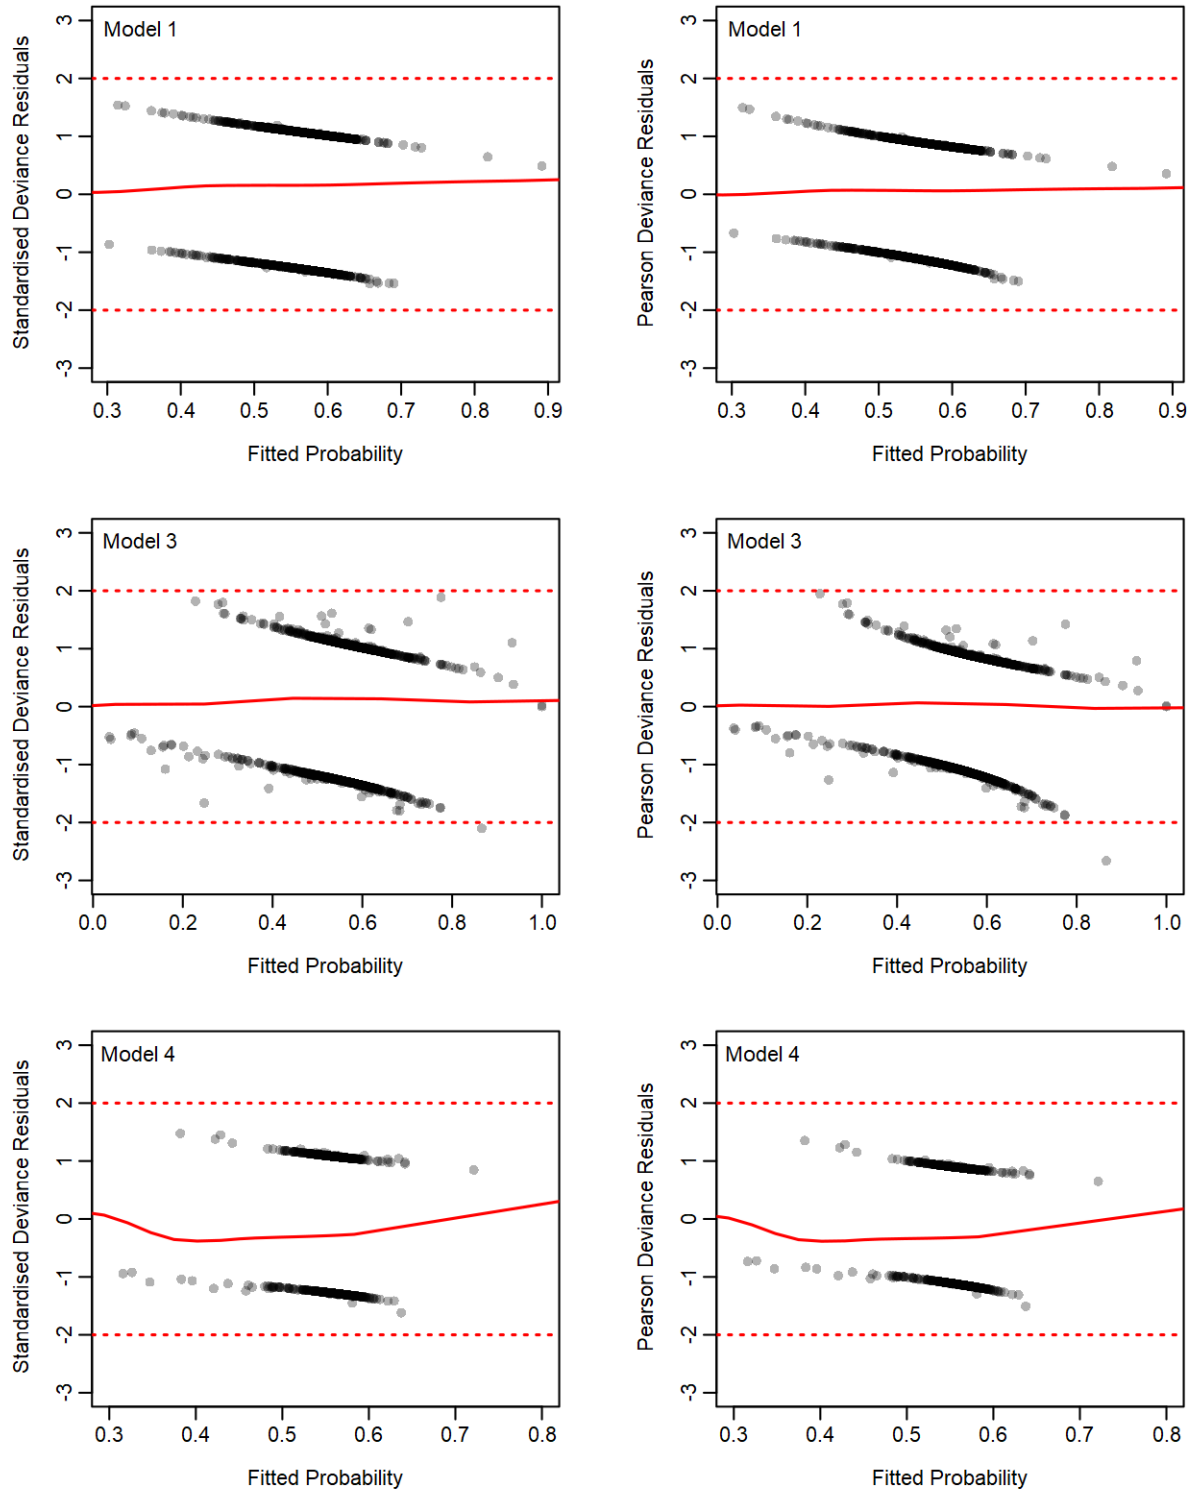 Model 1
Standardised Deviance Residuals
3
2
1
0
-1
-2
-3
0.3 0.4 0.5 0.6 0.7 0.8 0.9
Fitted Probability
Model 1
Pearson Deviance Residuals
3
2
1
0
-1
-2
-3
0.3 0.4 0.5 0.6 0.7 0.8 0.9
Fitted Probability
Model 3
Standardised Deviance Residuals
3
2
1
0
-1
-2
-3
0.0 0.2 0.4 0.6 0.8 1.0
Fitted Probability
Model 3
Pearson Deviance Residuals
3
2
1
0
-1
-2
-3
0.0 0.2 0.4 0.6 0.8 1.0
Fitted Probability
Model 4
Standardised Deviance Residuals
3
2
1
0
-1
-2
-3
0.3 0.4 0.5 0.6 0.7 0.8
Fitted Probability
Model 4
Pearson Deviance Residuals
3
2
1
0
-1
-2
-3
0.3 0.4 0.5 0.6 0.7 0.8
Fitted Probability